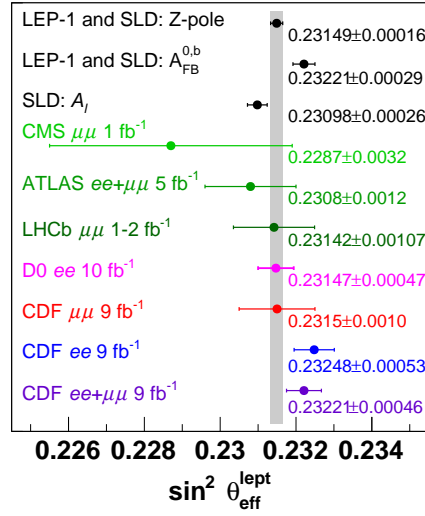 LEP-1 and SLD: Z-pole
0.23149±0.00016
LEP-1 and SLD: A_FB^0,b
0.23221±0.00029
SLD: A_l
0.23098±0.00026
CMS μμ 1 fb⁻¹
0.2287±0.0032
ATLAS ee+μμ 5 fb⁻¹
0.2308±0.0012
LHCb μμ 1-2 fb⁻¹
0.23142±0.00107
D0 ee 10 fb⁻¹
0.23147±0.00047
CDF μμ 9 fb⁻¹
0.2315±0.0010
CDF ee 9 fb⁻¹
0.23248±0.00053
CDF ee+μμ 9 fb⁻¹
0.23221±0.00046
0.226 0.228 0.23 0.232 0.234
sin² θ_eff^lept